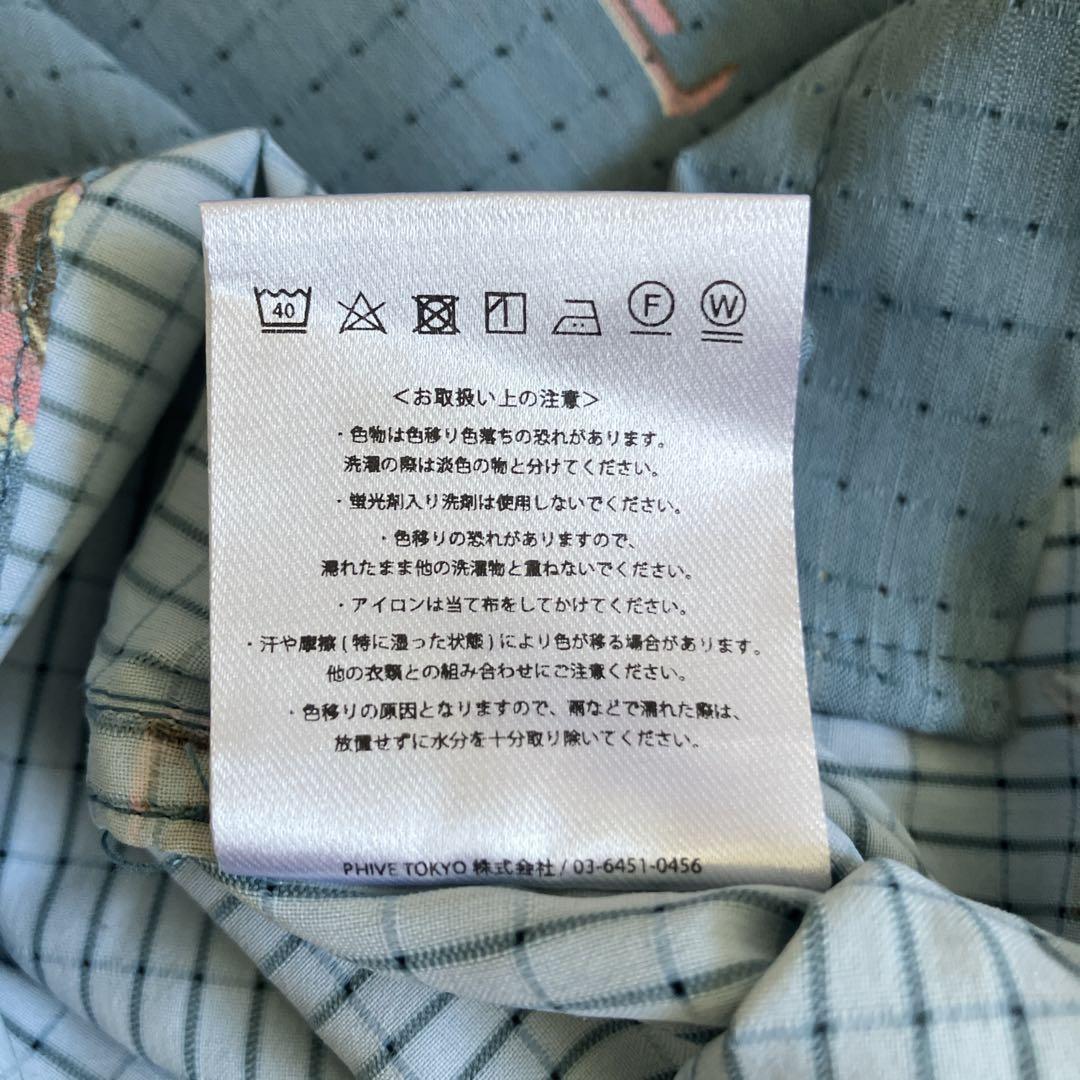 40 F W
<お取扱い上の注意>
・色物は色移り色落ちの恐れがあります。
洗濯の際は淡色の物と分けてください。
・蛍光剤入り洗剤は使用しないでください。
・色移りの恐れがありますので、
濡れたまま他の洗濯物と重ねないでください。
・アイロンは当て布をしてかけてください。
・汗や摩擦(特に湿った状態)により色が移る場合があります。
他の衣類との組み合わせにご注意ください。
・色移りの原因となりますので、雨などで濡れた際は、
放置せずに水分を十分取り除いてください。
PHIVE TOKYO 株式会社 / 03-6451-0456